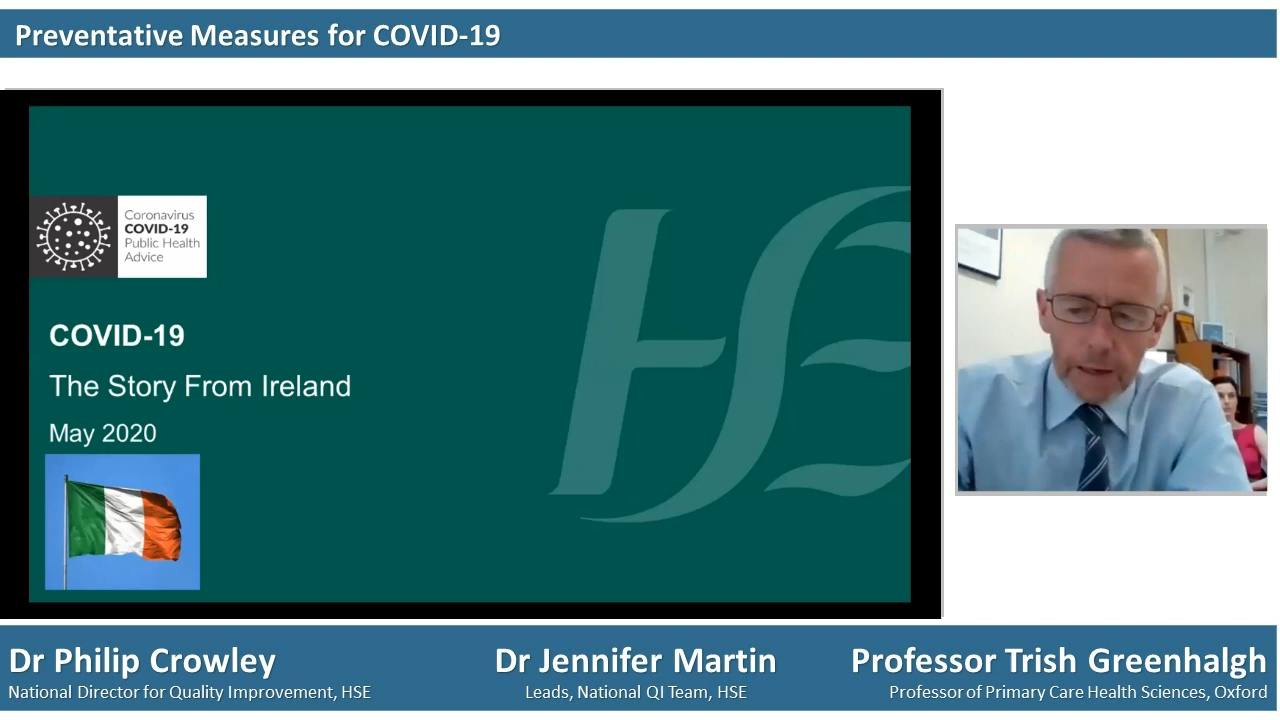 Preventative Measures for COVID-19
Coronavirus
COVID-19
Public Health
Advice
HSE
COVID-19
The Story From Ireland
May 2020
Dr Philip Crowley
National Director for Quality Improvement, HSE
Dr Jennifer Martin
Leads, National QI Team, HSE
Professor Trish Greenhalgh
Professor of Primary Care Health Sciences, Oxford